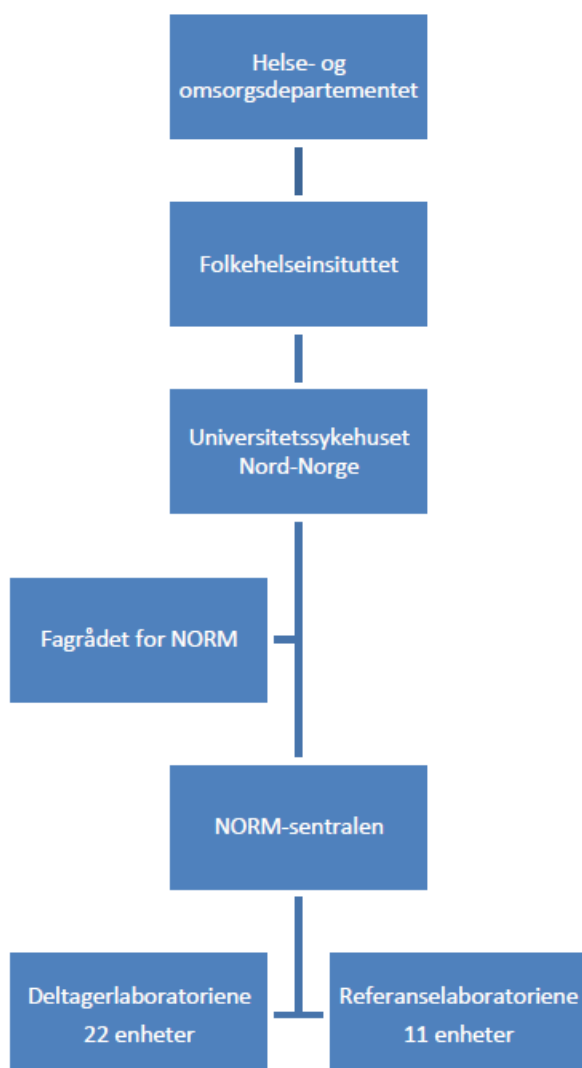 Helse- og
omsorgsdepartementet
Folkehelseinsituttet
Universitetssykehuset
Nord-Norge
Fagrådet for NORM
NORM-sentralen
Deltagerlaboratoriene
22 enheter
Referanselaboratoriene
11 enheter